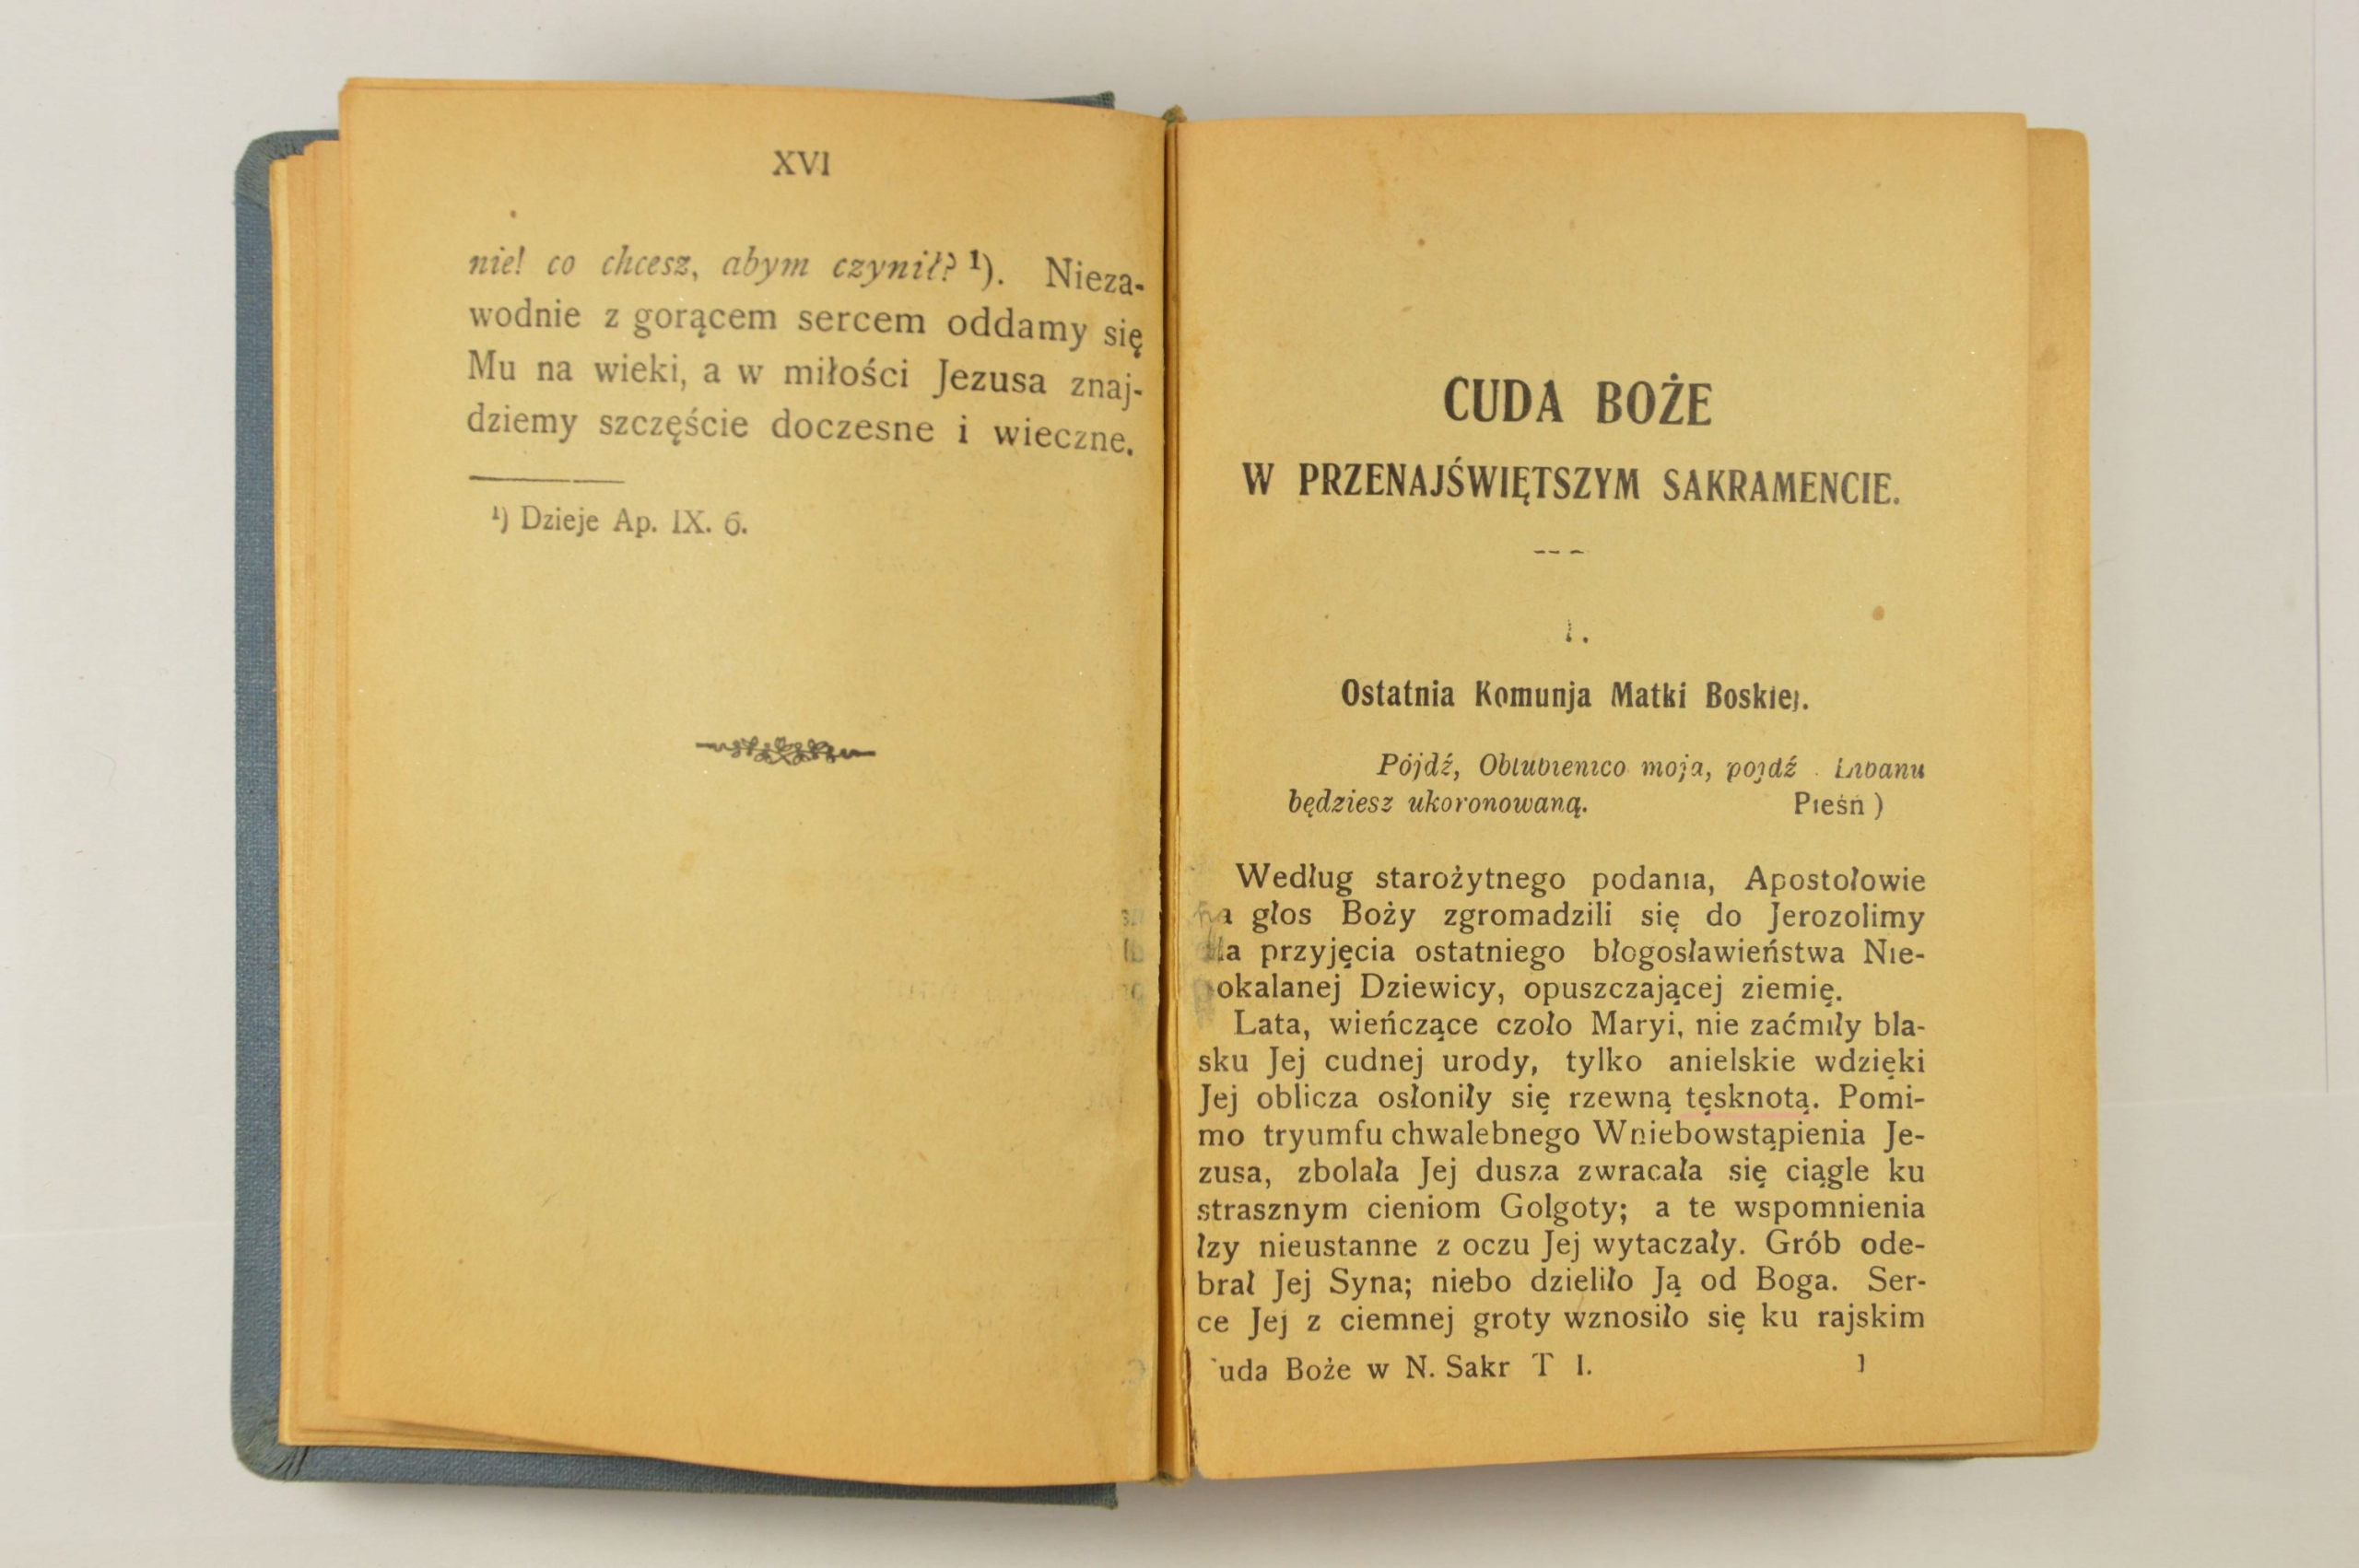 XVI
nie! co chcesz, abym czynił? ¹). Nieza-
wodnie z gorącem sercem oddamy się
Mu na wieki, a w miłości Jezusa znaj-
dziemy szczęście doczesne i wieczne.
¹) Dzieje Ap. IX. 6.
CUDA BOŻE
W PRZENAJŚWIĘTSZYM SAKRAMENCIE.
I.
Ostatnia Komunja Matki Boskiej.
Pójdź, Oblubienico moja, pójdź Libanu
będziesz ukoronowaną. Pieśń )
Według starożytnego podania, Apostołowie
na głos Boży zgromadzili się do Jerozolimy
dla przyjęcia ostatniego błogosławieństwa Nie-
pokalanej Dziewicy, opuszczającej ziemię.
Lata, wieńczące czoło Maryi, nie zaćmiły bla-
sku Jej cudnej urody, tylko anielskie wdzięki
Jej oblicza osłoniły się rzewną tęsknotą. Pomi-
mo tryumfu chwalebnego Wniebowstąpienia Je-
zusa, zbolała Jej dusza zwracała się ciągle ku
strasznym cieniom Golgoty; a te wspomnienia
łzy nieustanne z oczu Jej wytaczały. Grób ode-
brał Jej Syna; niebo dzieliło Ją od Boga. Ser-
ce Jej z ciemnej groty wznosiło się ku rajskim
uda Boże w N. Sakr T I. 1